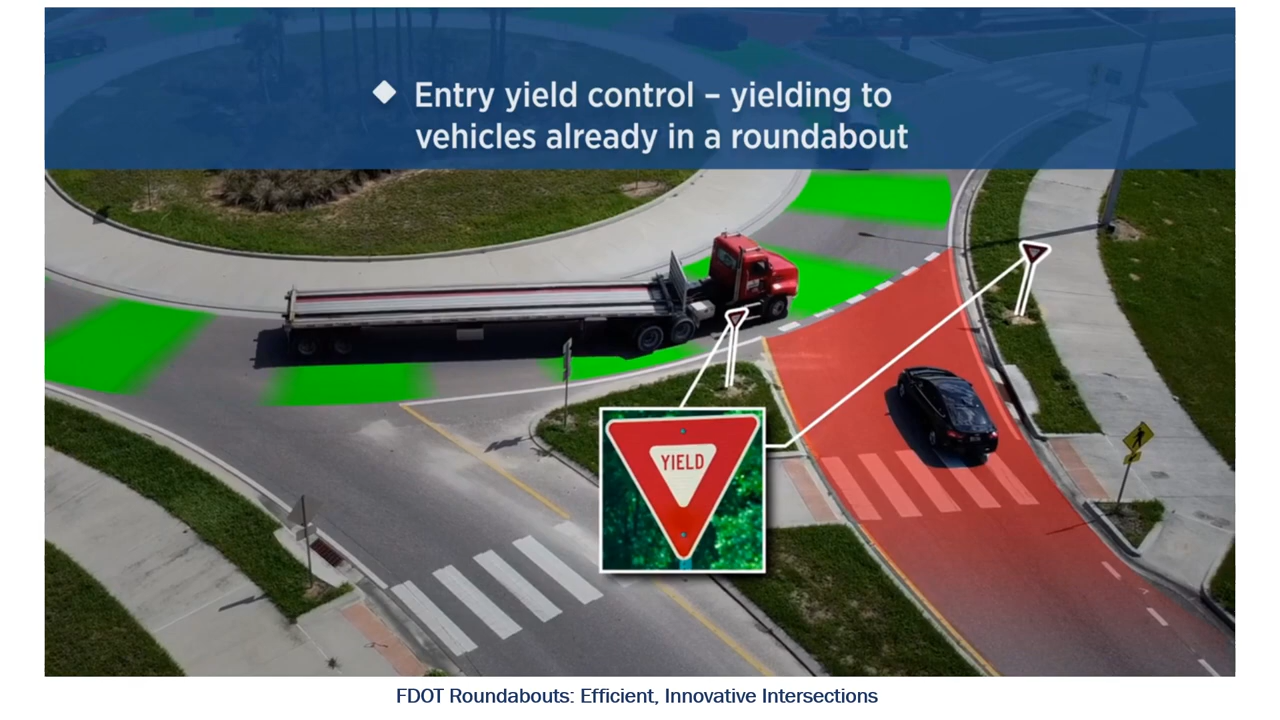 Entry yield control – yielding to
vehicles already in a roundabout
YIELD
FDOT Roundabouts: Efficient, Innovative Intersections